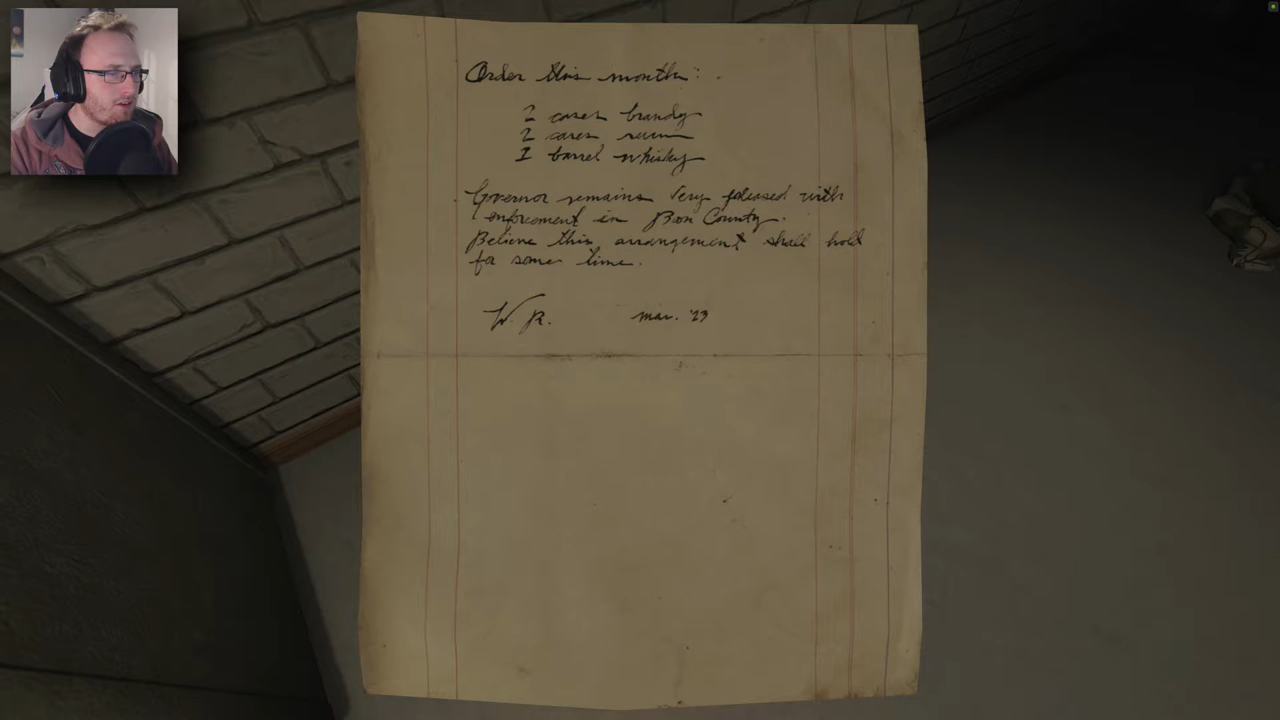 Order this month:
2 cases brandy
2 cases rum
1 barrel whisky
Governor remains very pleased with
enforcement in Boon County.
Believe this arrangement shall hold
for some time.
W. R. mar. '23